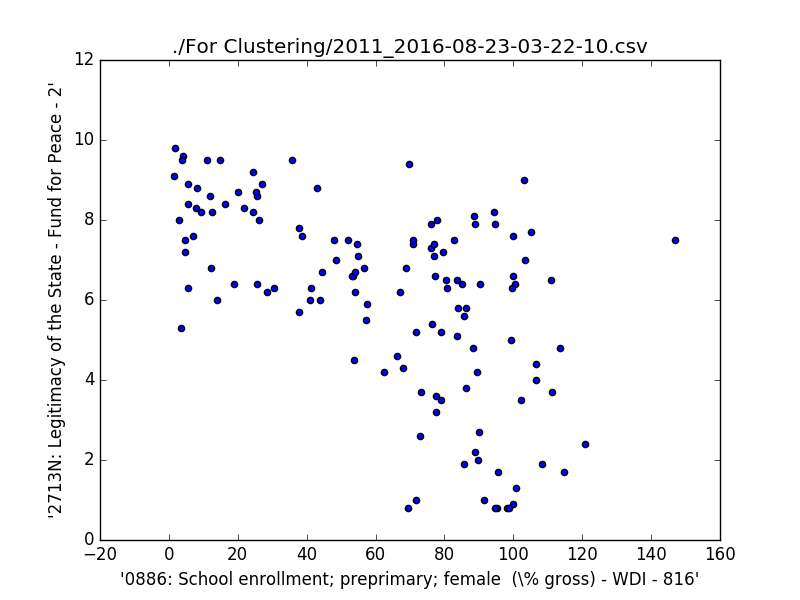 ./For Clustering/2011_2016-08-23-03-22-10.csv
12
10
8
6
4
2
0
'2713N: Legitimacy of the State - Fund for Peace - 2'
−20 0 20 40 60 80 100 120 140 160
'0886: School enrollment; preprimary; female  (\% gross) - WDI - 816'